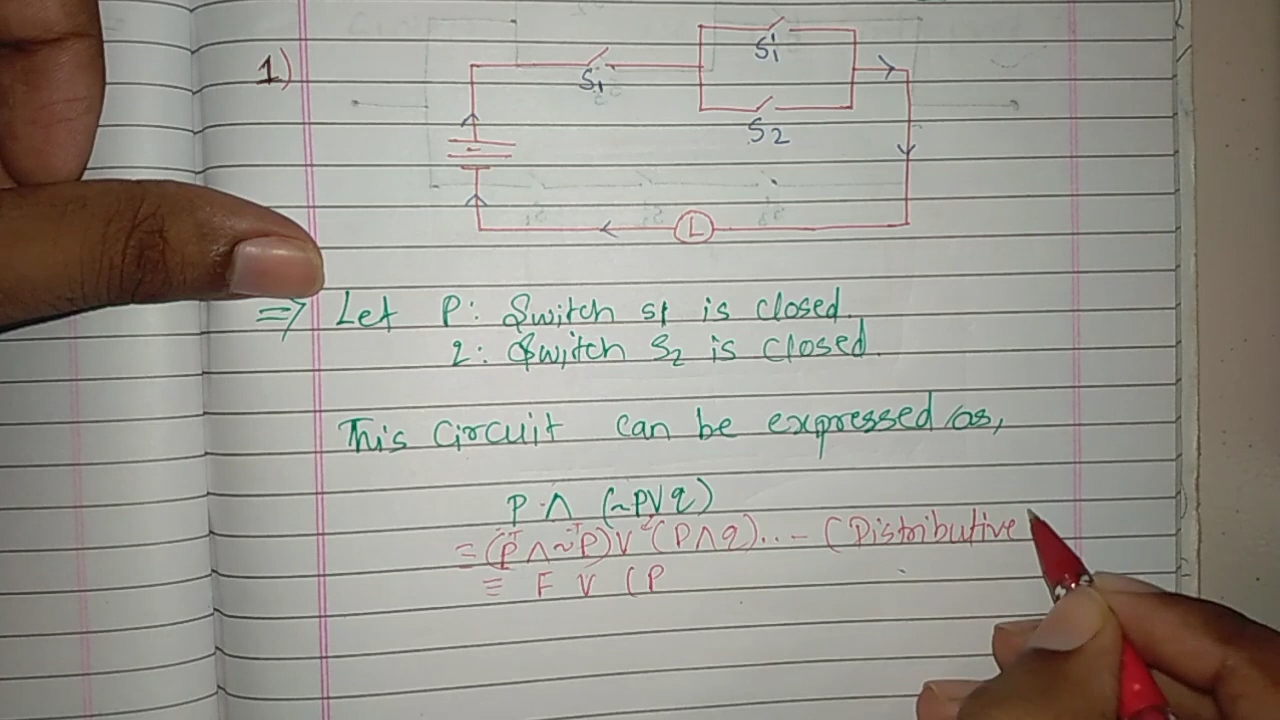 1)
S₁'
S₁
S₂
L
=> Let P: Switch S1 is closed.
q: Switch S₂ is closed.
This Circuit can be expressed as,
P ∧ (~P∨q)
≡ (P∧~P)∨(P∧q)...- (Distributive
≡ F ∨ (P